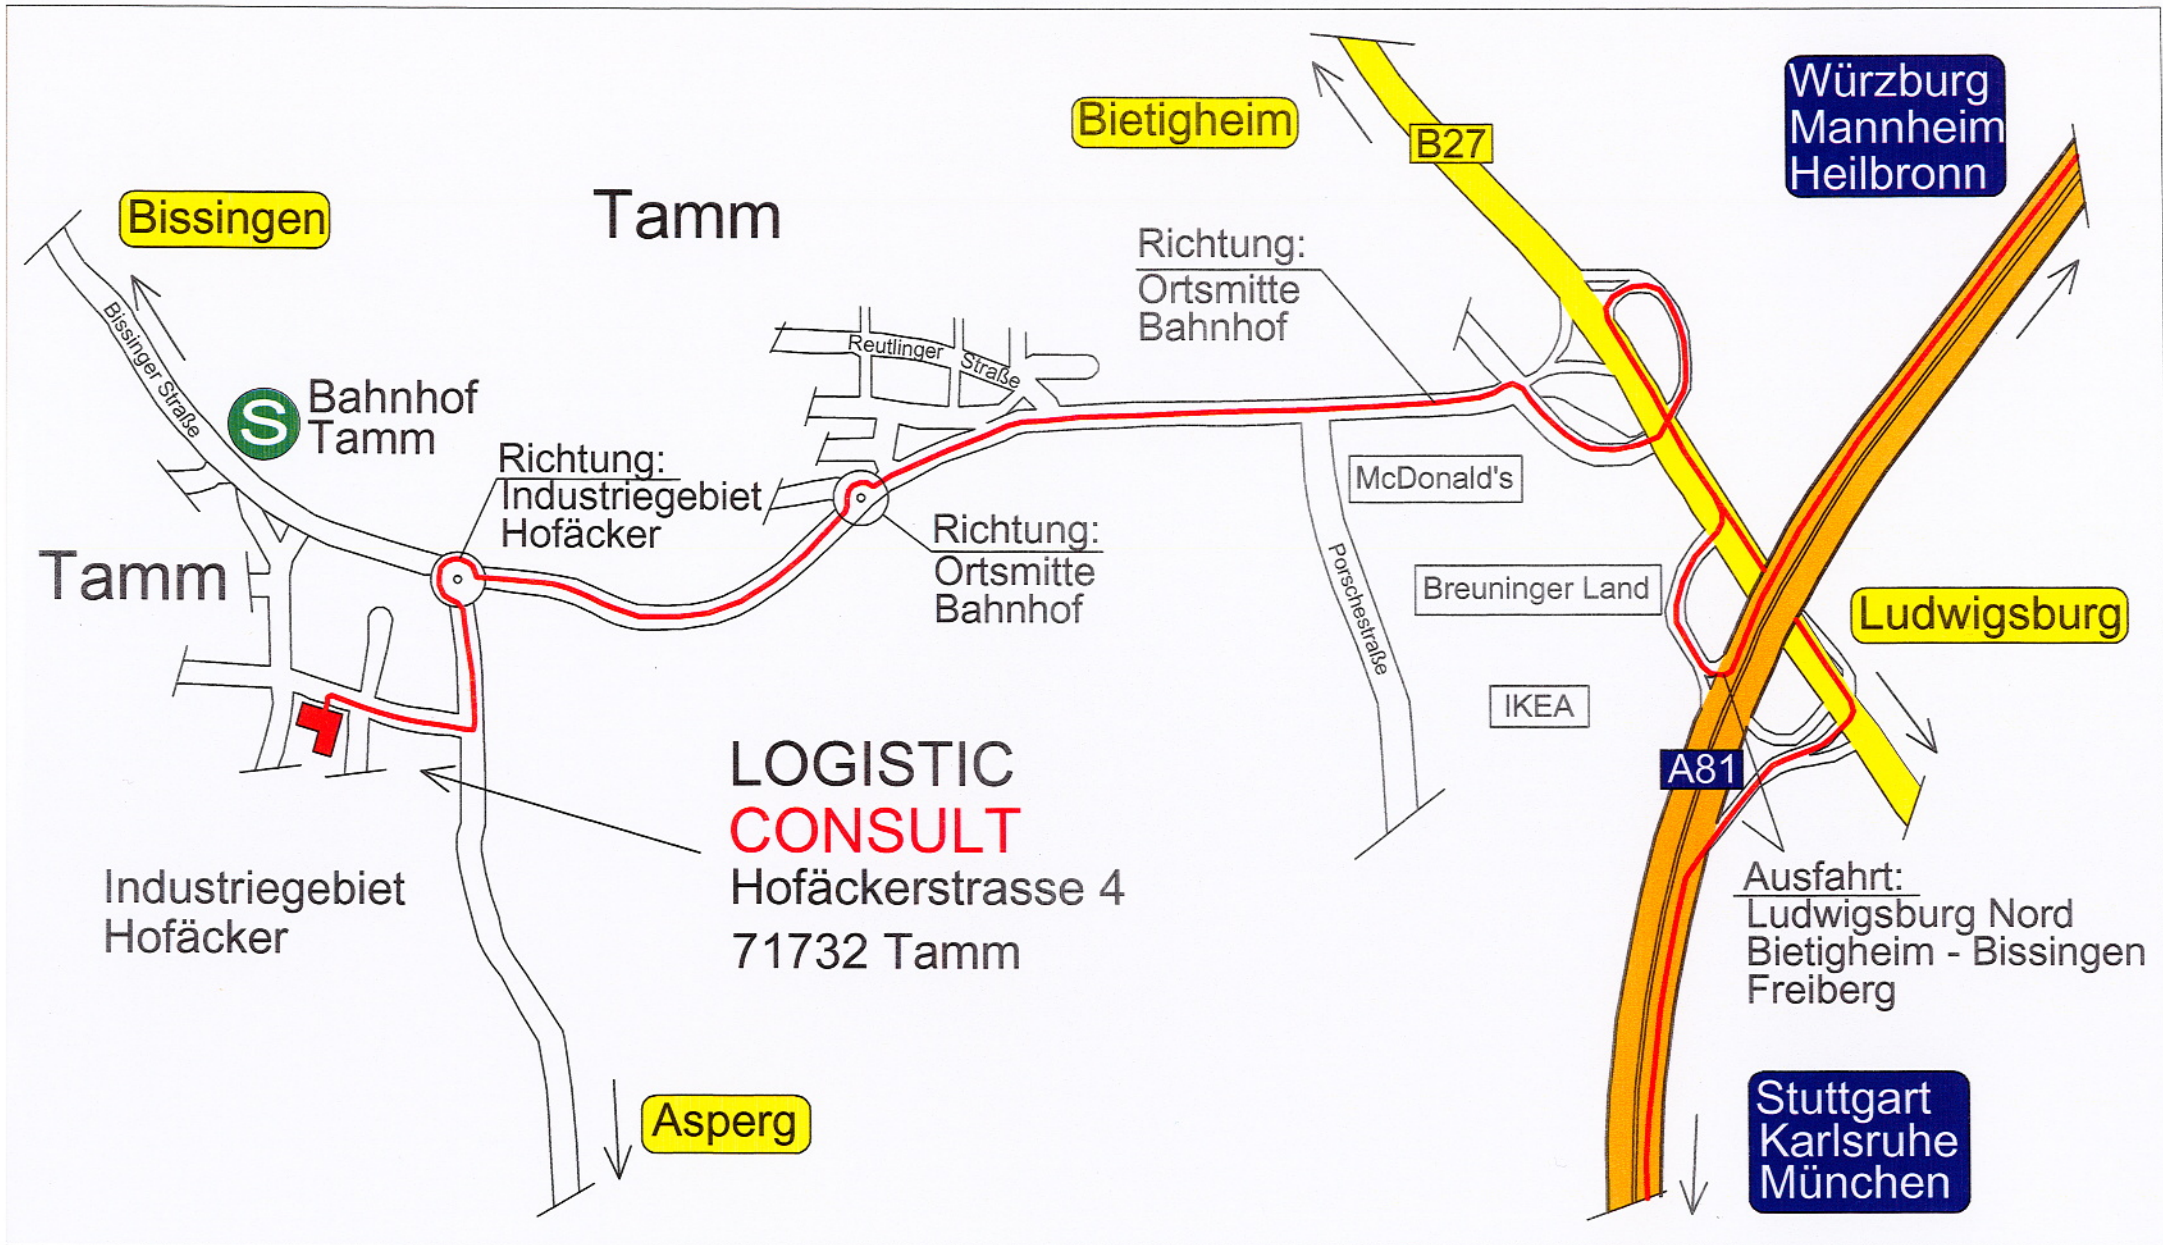 Würzburg
Mannheim
Heilbronn
Bietigheim
B27
Bissingen
Tamm
Richtung:
Ortsmitte
Bahnhof
Bissinger Straße
Reutlinger Straße
S
Bahnhof
Tamm
Richtung:
Industriegebiet
Hofäcker
McDonald's
Richtung:
Ortsmitte
Bahnhof
Tamm
Porschestraße
Breuninger Land
Ludwigsburg
IKEA
A81
LOGISTIC
CONSULT
Hofäckerstrasse 4
71732 Tamm
Industriegebiet
Hofäcker
Ausfahrt:
Ludwigsburg Nord
Bietigheim - Bissingen
Freiberg
Asperg
Stuttgart
Karlsruhe
München